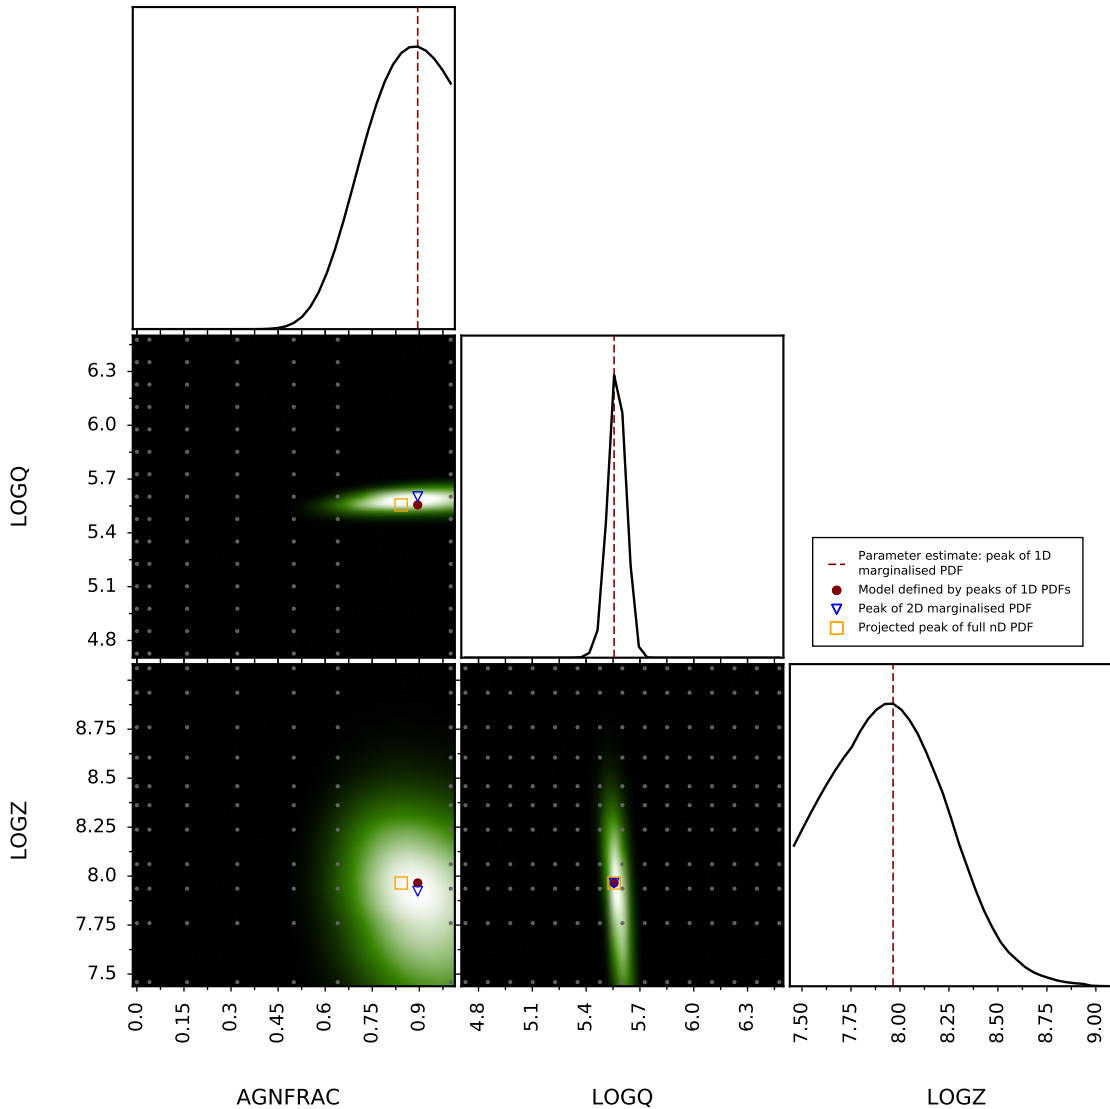 LOGQ
6.3
6.0
5.7
5.4
5.1
4.8
Parameter estimate: peak of 1D
marginalised PDF
Model defined by peaks of 1D PDFs
Peak of 2D marginalised PDF
Projected peak of full nD PDF
LOGZ
8.75
8.5
8.25
8.0
7.75
7.5
0.0 0.15 0.3 0.45 0.6 0.75 0.9
4.8 5.1 5.4 5.7 6.0 6.3
7.50 7.75 8.00 8.25 8.50 8.75 9.00
AGNFRAC LOGQ LOGZ